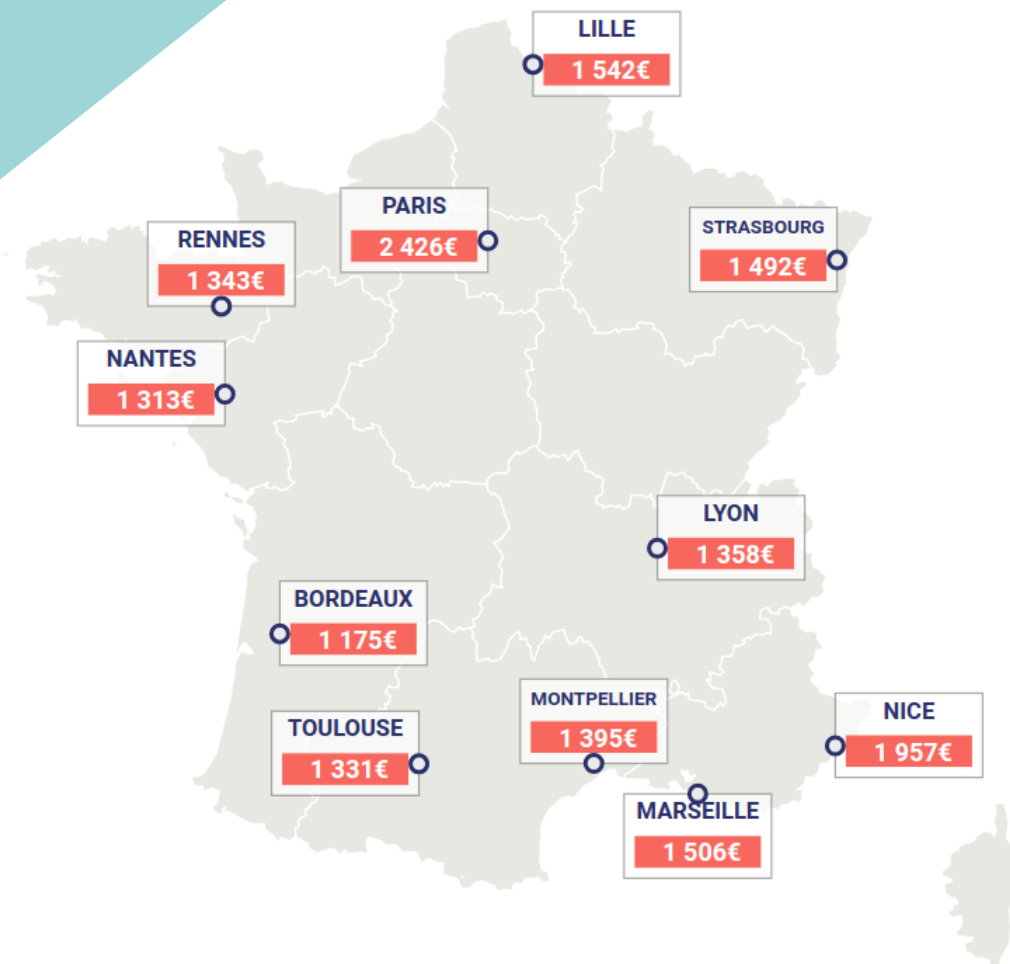 LILLE
1 542€
PARIS
2 426€
STRASBOURG
1 492€
RENNES
1 343€
NANTES
1 313€
LYON
1 358€
BORDEAUX
1 175€
MONTPELLIER
1 395€
NICE
1 957€
TOULOUSE
1 331€
MARSEILLE
1 506€